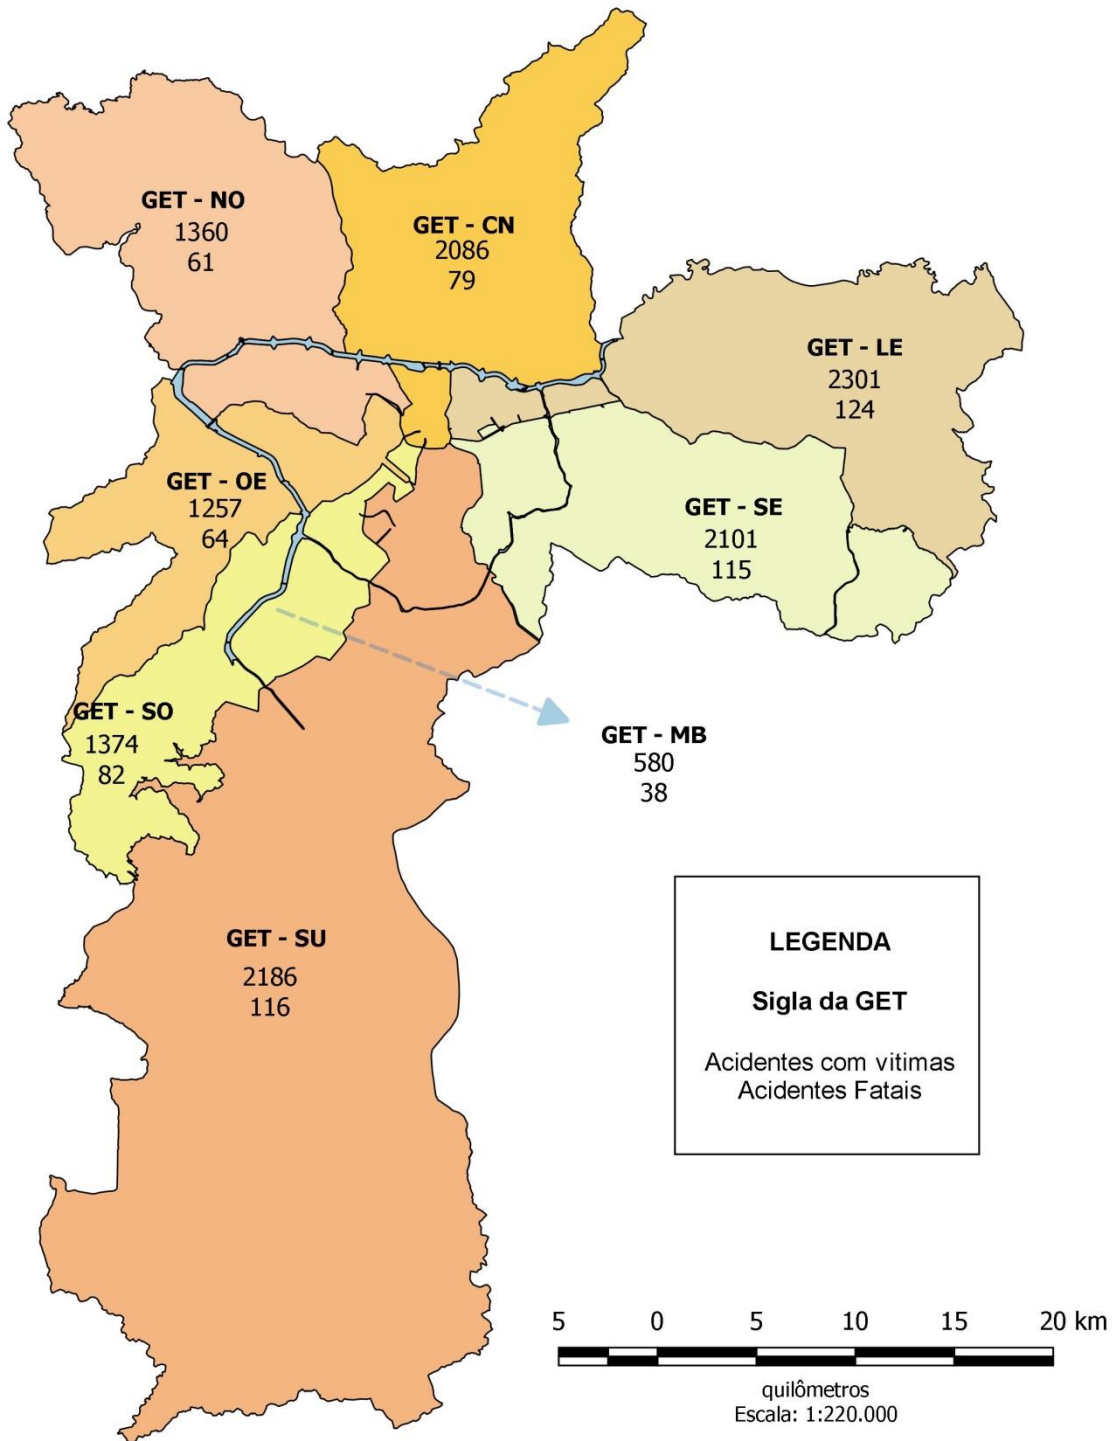 GET - NO
1360
61
GET - CN
2086
79
GET - LE
2301
124
GET - OE
1257
64
GET - SE
2101
115
GET - SO
1374
82
GET - MB
580
38
GET - SU
2186
116
LEGENDA
Sigla da GET
Acidentes com vitimas
Acidentes Fatais
5 0 5 10 15 20 km
quilômetros
Escala: 1:220.000